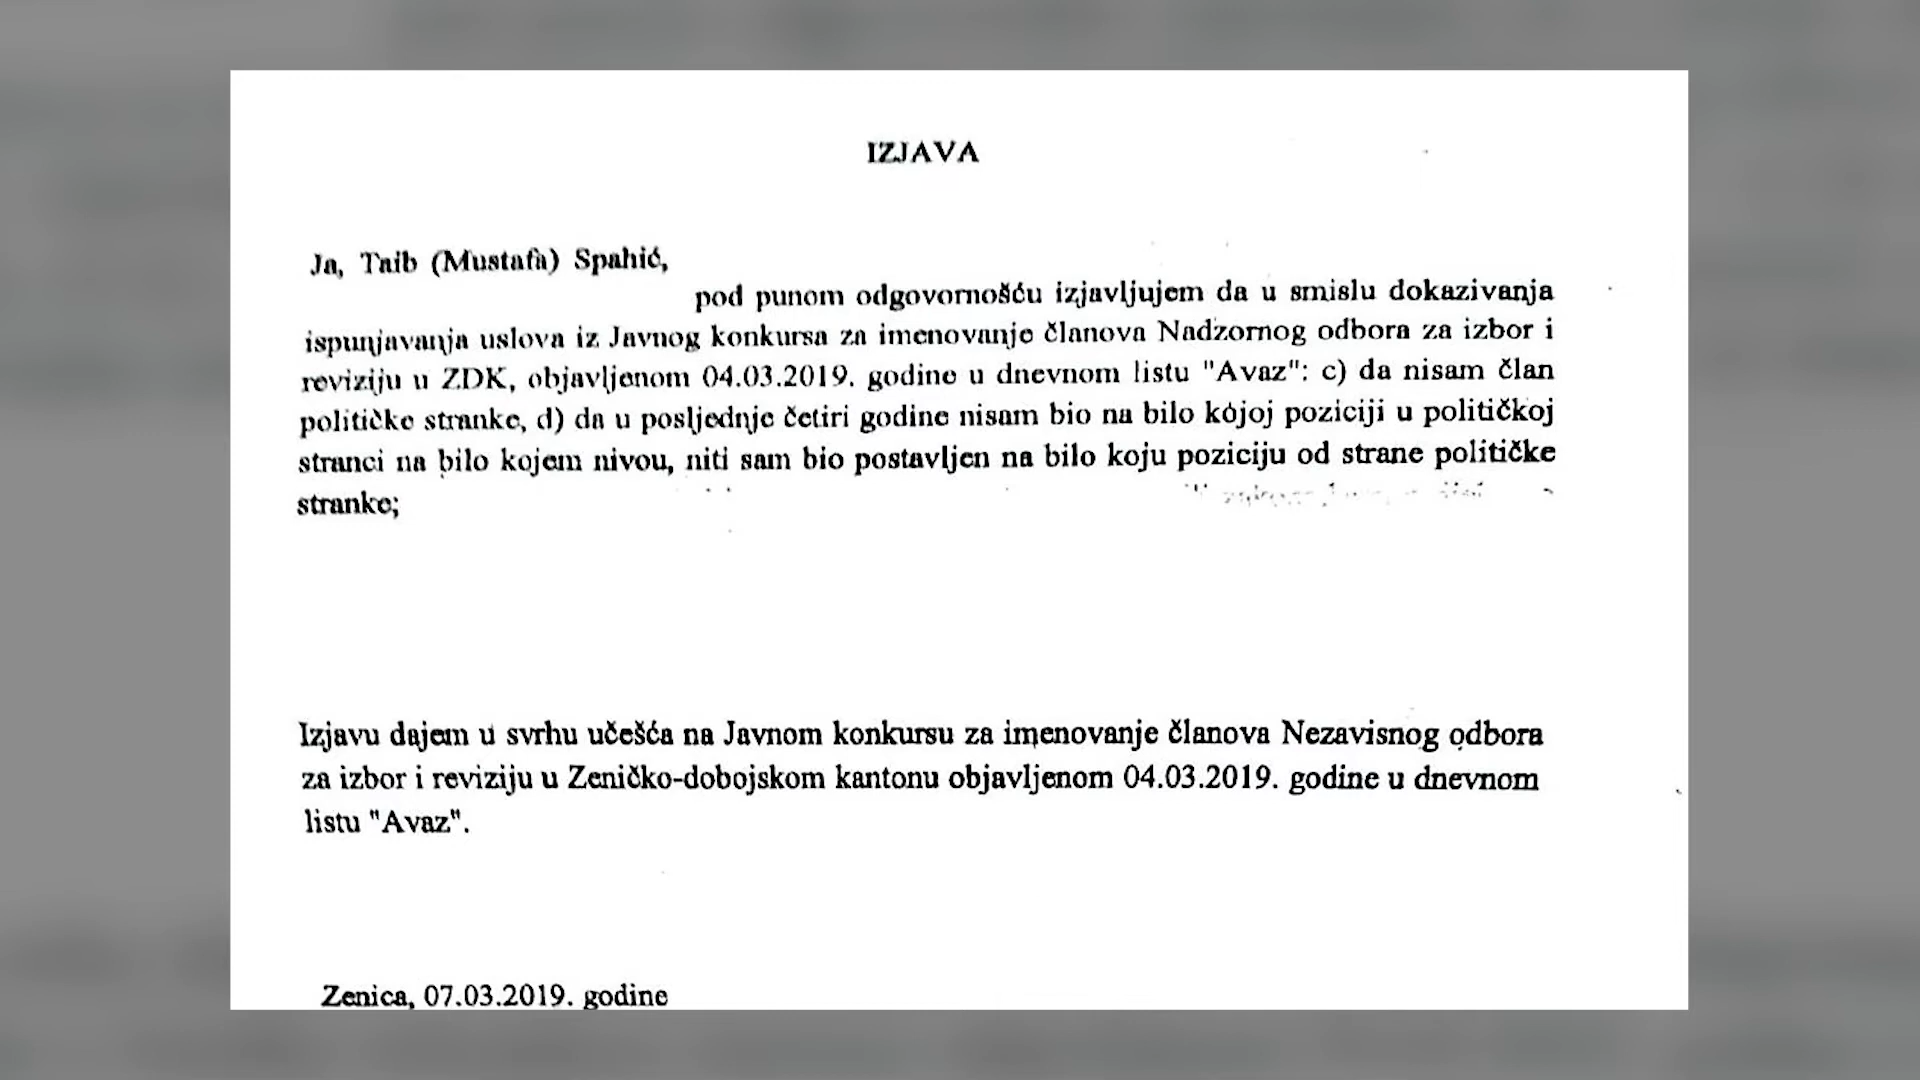 IZJAVA
Ja, Taib (Mustafa) Spahić,
pod punom odgovornošću izjavljujem da u smislu dokazivanja
ispunjavanja uslova iz Javnog konkursa za imenovanje članova Nadzornog odbora za izbor i
reviziju u ZDK, objavljenom 04.03.2019. godine u dnevnom listu "Avaz": c) da nisam član
političke stranke, d) da u posljednje četiri godine nisam bio na bilo kojoj poziciji u političkoj
stranci na bilo kojem nivou, niti sam bio postavljen na bilo koju poziciju od strane političke
stranke;
Izjavu dajem u svrhu učešća na Javnom konkursu za imenovanje članova Nezavisnog odbora
za izbor i reviziju u Zeničko-dobojskom kantonu objavljenom 04.03.2019. godine u dnevnom
listu "Avaz".
Zenica, 07.03.2019. godine